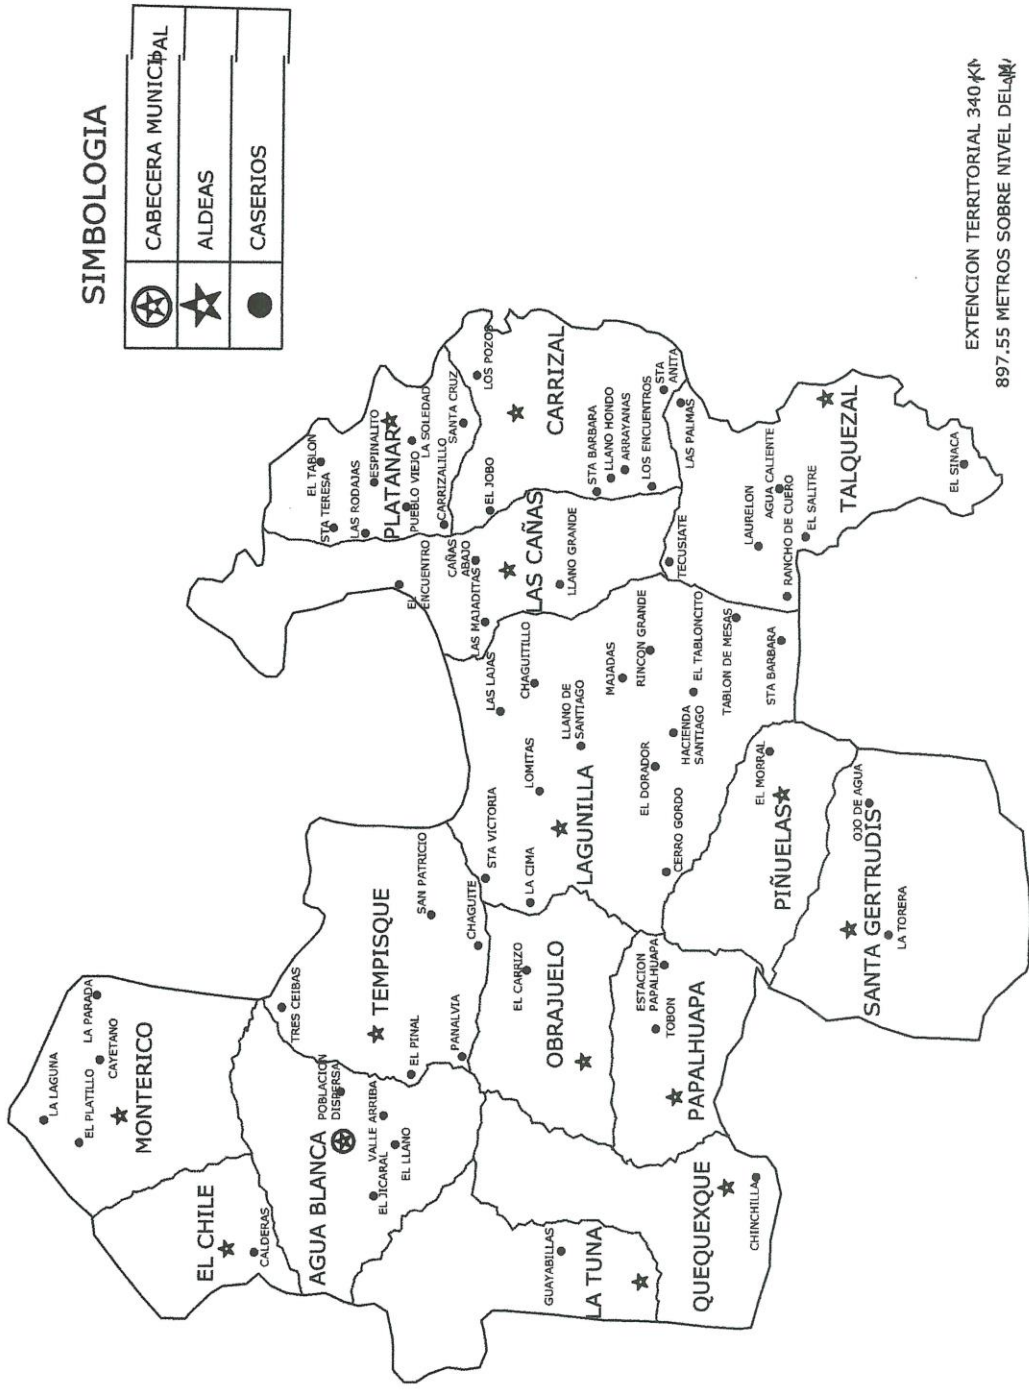 SIMBOLOGIA
CABECERA MUNICIPAL
ALDEAS
CASERIOS
LA LAGUNA
EL PLATILLO
LA PARADA
CAYETANO
MONTERICO
EL CHILE
CALDERAS
TRES CEIBAS
AGUA BLANCA
POBLACION
DISPERSA
VALLE ARRIBA
EL JICARAL
EL LLANO
TEMPISQUE
SAN PATRICIO
EL PINAL
PANALVIA
CHAGUITE
STA TERESA
EL TABLON
LAS RODAJAS
ESPINALITO
PLATANAR
PUEBLO VIEJO
LA SOLEDAD
CARRIZALILLO
SANTA CRUZ
LOS POZOS
EL JOBO
CARRIZAL
STA BARBARA
LLANO HONDO
ARRAYANAS
LOS ENCUENTROS
STA
ANITA
EL
ENCUENTRO
CAÑAS
ABAJO
LAS MAJADITAS
LAS CAÑAS
LLANO GRANDE
TECUSIATE
LAS PALMAS
LAURELON
AGUA CALIENTE
RANCHO DE CUERO
EL SALITRE
TALQUEZAL
EL SINACA
LAS LAJAS
CHAGUITILLO
STA VICTORIA
LOMITAS
LA CIMA
LLANO DE
SANTIAGO
LAGUNILLA
MAJADAS
RINCON GRANDE
EL DORADOR
HACIENDA
SANTIAGO
EL TABLONCITO
CERRO GORDO
TABLON DE MESAS
STA BARBARA
EL CARRIZO
OBRAJUELO
ESTACION
PAPALHUAPA
TOBON
PAPALHUAPA
EL MORRAL
PIÑUELAS
OJO DE AGUA
SANTA GERTRUDIS
LA TORERA
GUAYABILLAS
LA TUNA
QUEQUEXQUE
CHINCHILLA
EXTENCION TERRITORIAL 340
897.55 METROS SOBRE NIVEL DEL